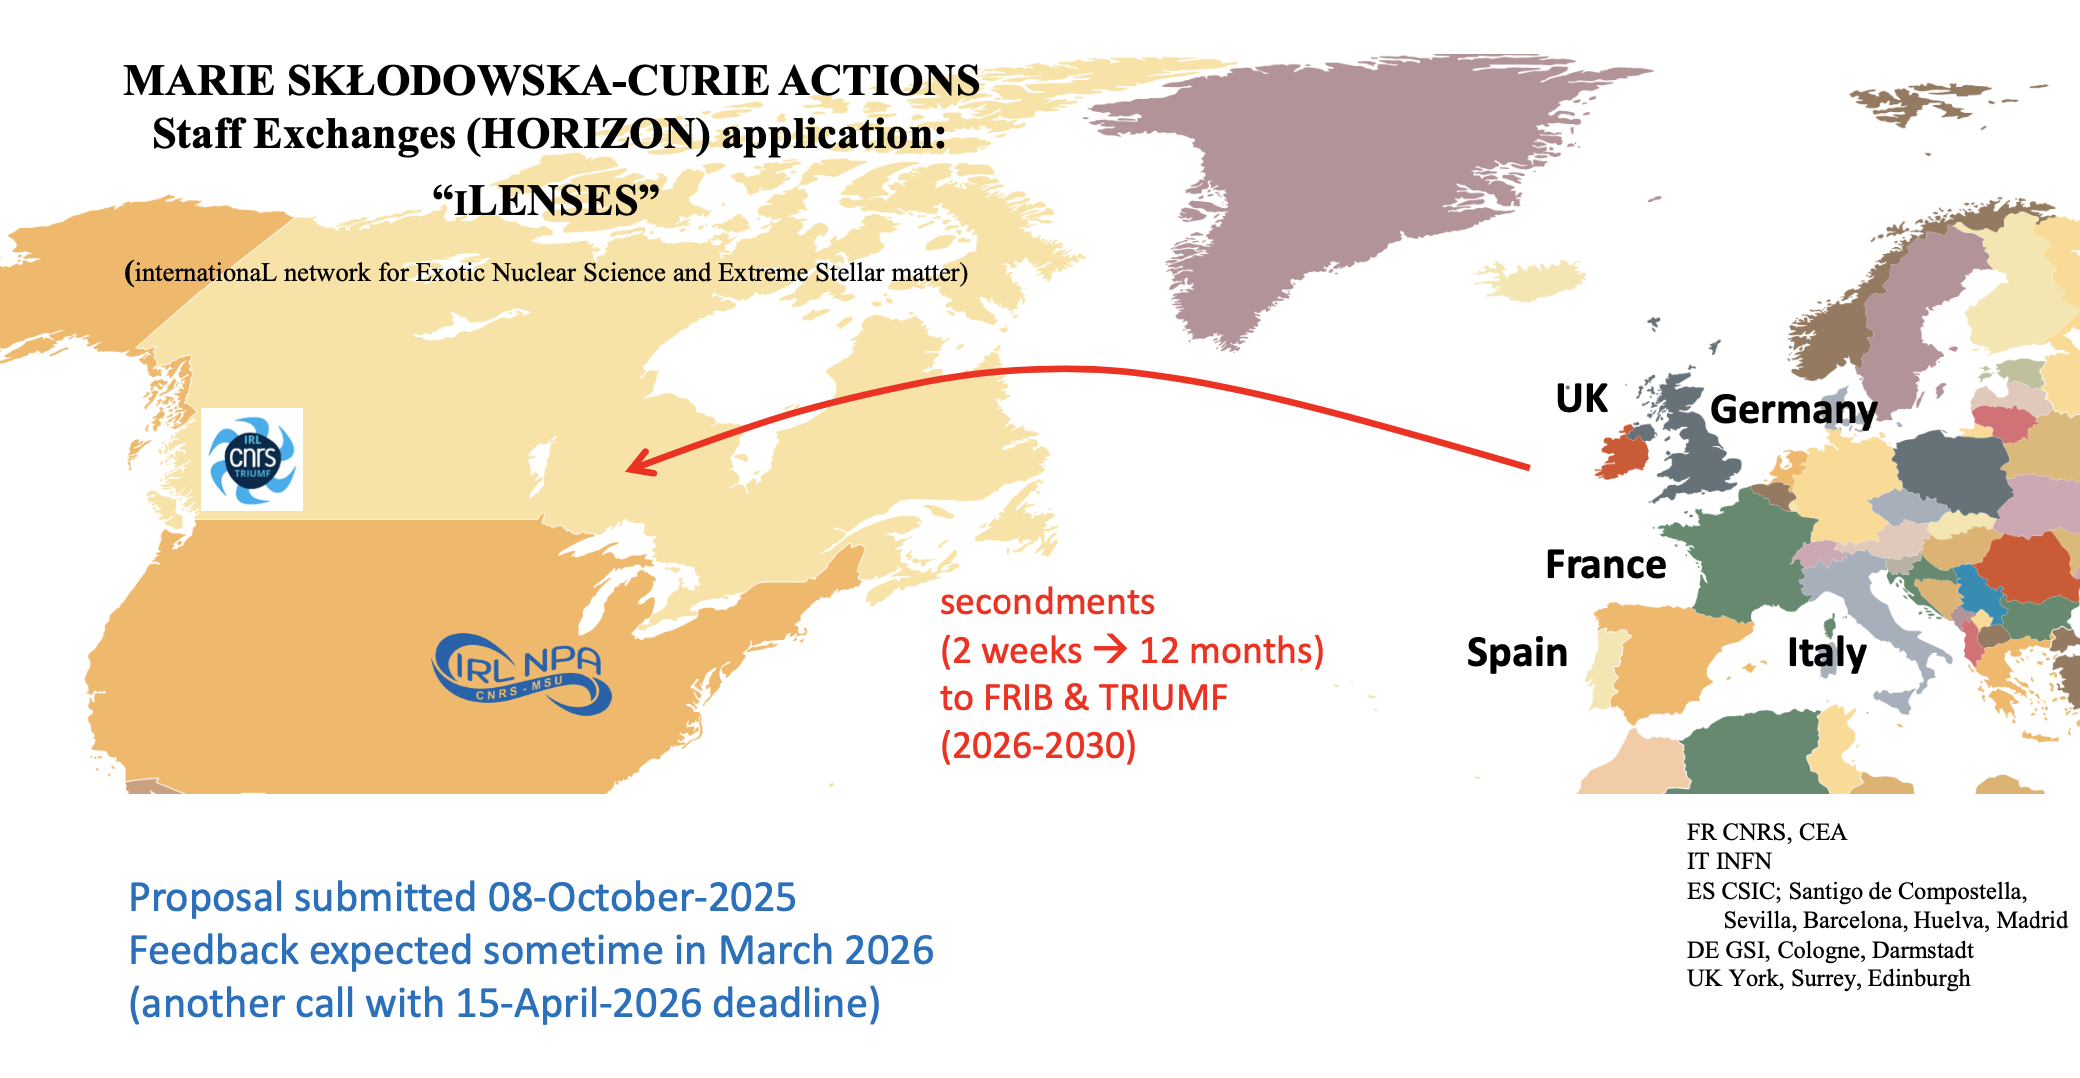 MARIE SKŁODOWSKA-CURIE ACTIONS
Staff Exchanges (HORIZON) application:
“ILENSES”
(internationaL network for Exotic Nuclear Science and Extreme Stellar matter)
UK
Germany
IRL
cnrs
TRIUMF
France
secondments
(2 weeks → 12 months)
to FRIB & TRIUMF
(2026-2030)
Spain
Italy
IRL NPA
CNRS - MSU
FR CNRS, CEA
IT INFN
ES CSIC; Santigo de Compostella,
Sevilla, Barcelona, Huelva, Madrid
DE GSI, Cologne, Darmstadt
UK York, Surrey, Edinburgh
Proposal submitted 08-October-2025
Feedback expected sometime in March 2026
(another call with 15-April-2026 deadline)